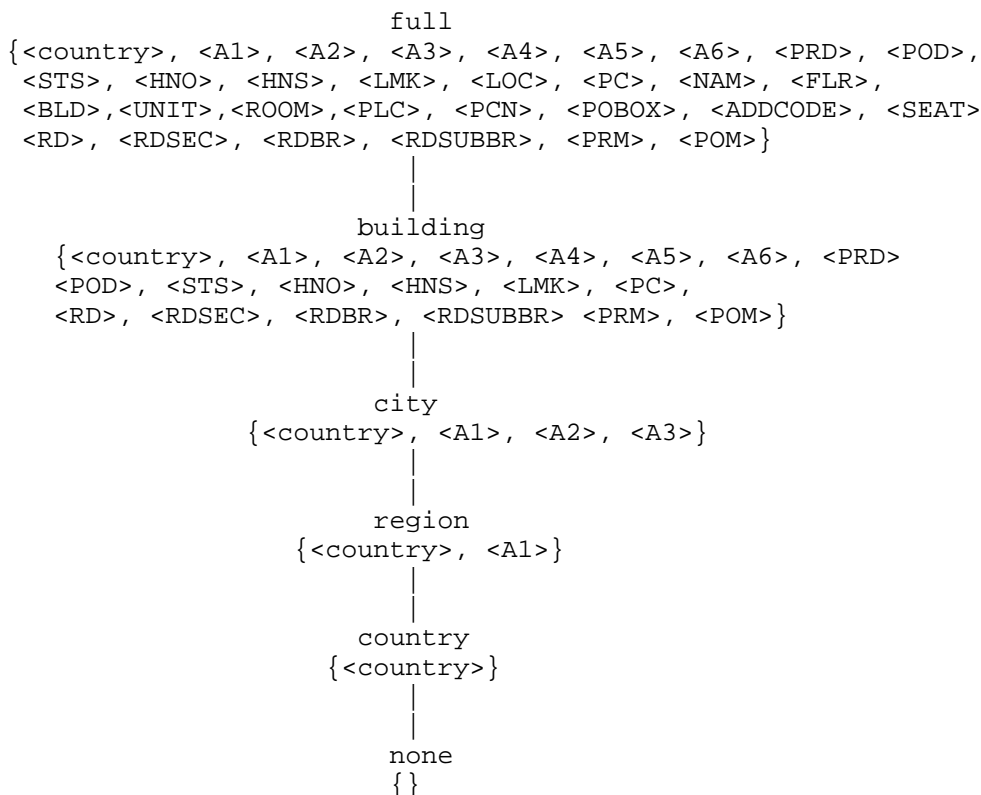 full
{<country>, <A1>, <A2>, <A3>, <A4>, <A5>, <A6>, <PRD>, <POD>,
<STS>, <HNO>, <HNS>, <LMK>, <LOC>, <PC>, <NAM>, <FLR>,
<BLD>,<UNIT>,<ROOM>,<PLC>, <PCN>, <POBOX>, <ADDCODE>, <SEAT>
<RD>, <RDSEC>, <RDBR>, <RDSUBBR>, <PRM>, <POM>}
building
{<country>, <A1>, <A2>, <A3>, <A4>, <A5>, <A6>, <PRD>
<POD>, <STS>, <HNO>, <HNS>, <LMK>, <PC>,
<RD>, <RDSEC>, <RDBR>, <RDSUBBR> <PRM>, <POM>}
city
{<country>, <A1>, <A2>, <A3>}
region
{<country>, <A1>}
country
{<country>}
none
{}